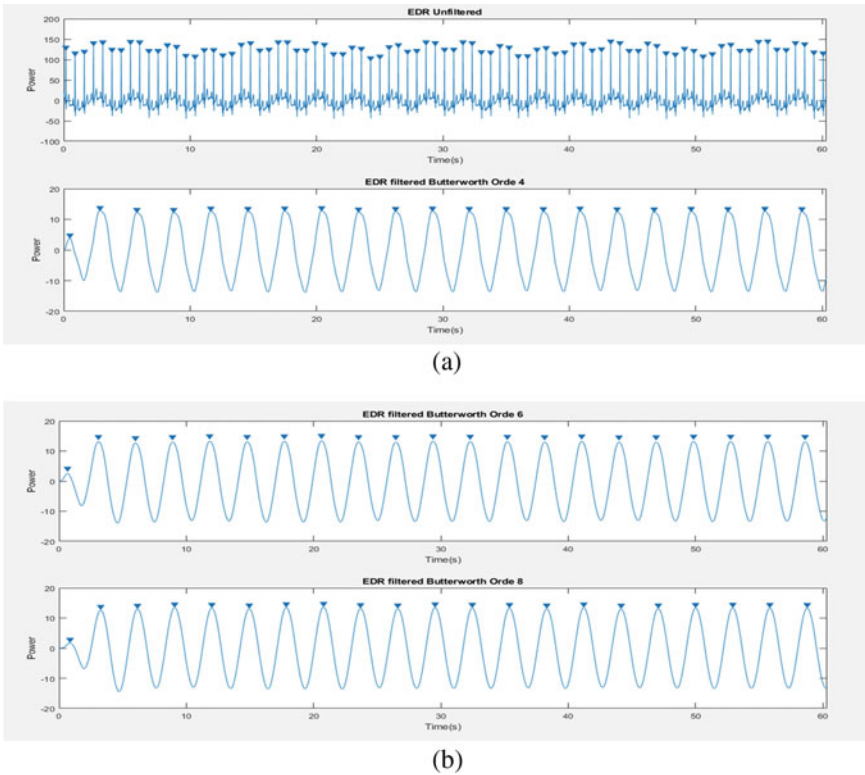 EDR Unfiltered
200
150
100
50
0
-50
-100
Power
0 10 20 30 40 50 60
Time(s)
EDR filtered Butterworth Orde 4
20
10
0
-10
-20
Power
0 10 20 30 40 50 60
Time(s)
(a)
EDR filtered Butterworth Orde 6
20
10
0
-10
-20
Power
0 10 20 30 40 50 60
Time(s)
EDR filtered Butterworth Orde 8
20
10
0
-10
-20
Power
0 10 20 30 40 50 60
Time(s)
(b)